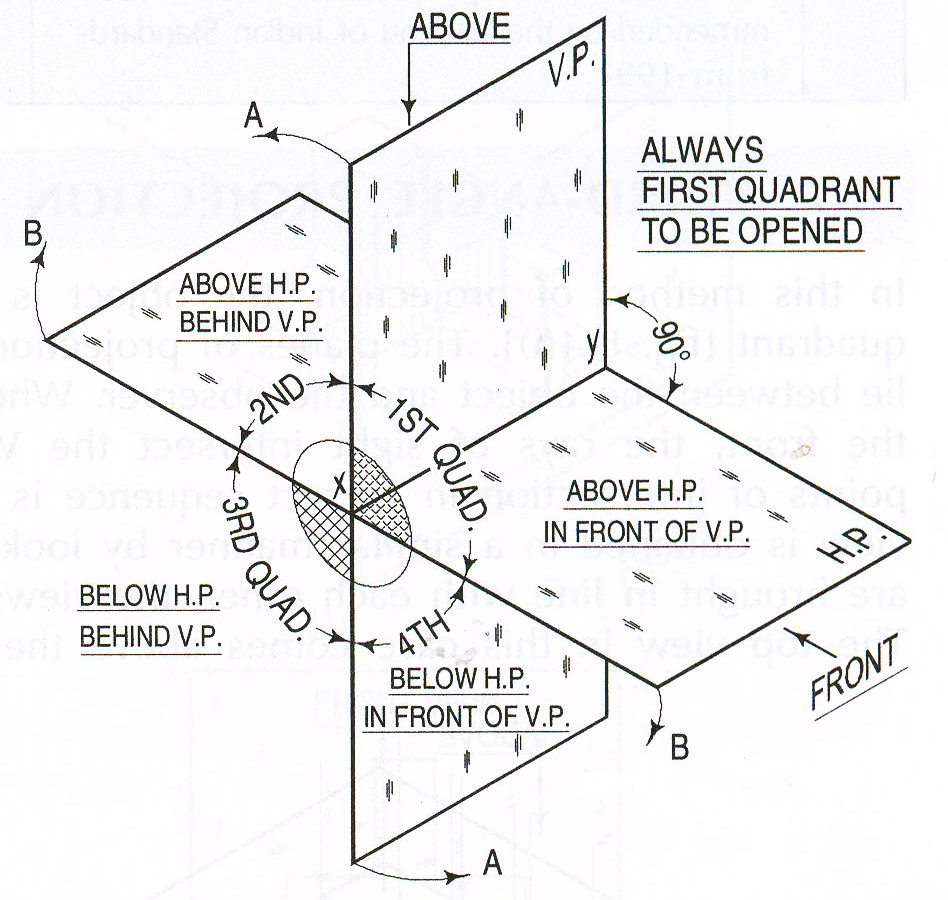 ABOVE
V.P.
A
ALWAYS
FIRST QUADRANT
TO BE OPENED
B
ABOVE H.P.
BEHIND V.P.
y
90°
2ND
1ST QUAD.
x
ABOVE H.P.
IN FRONT OF V.P.
H.P.
3RD QUAD.
BELOW H.P.
BEHIND V.P.
4TH
BELOW H.P.
IN FRONT OF V.P.
FRONT
B
A